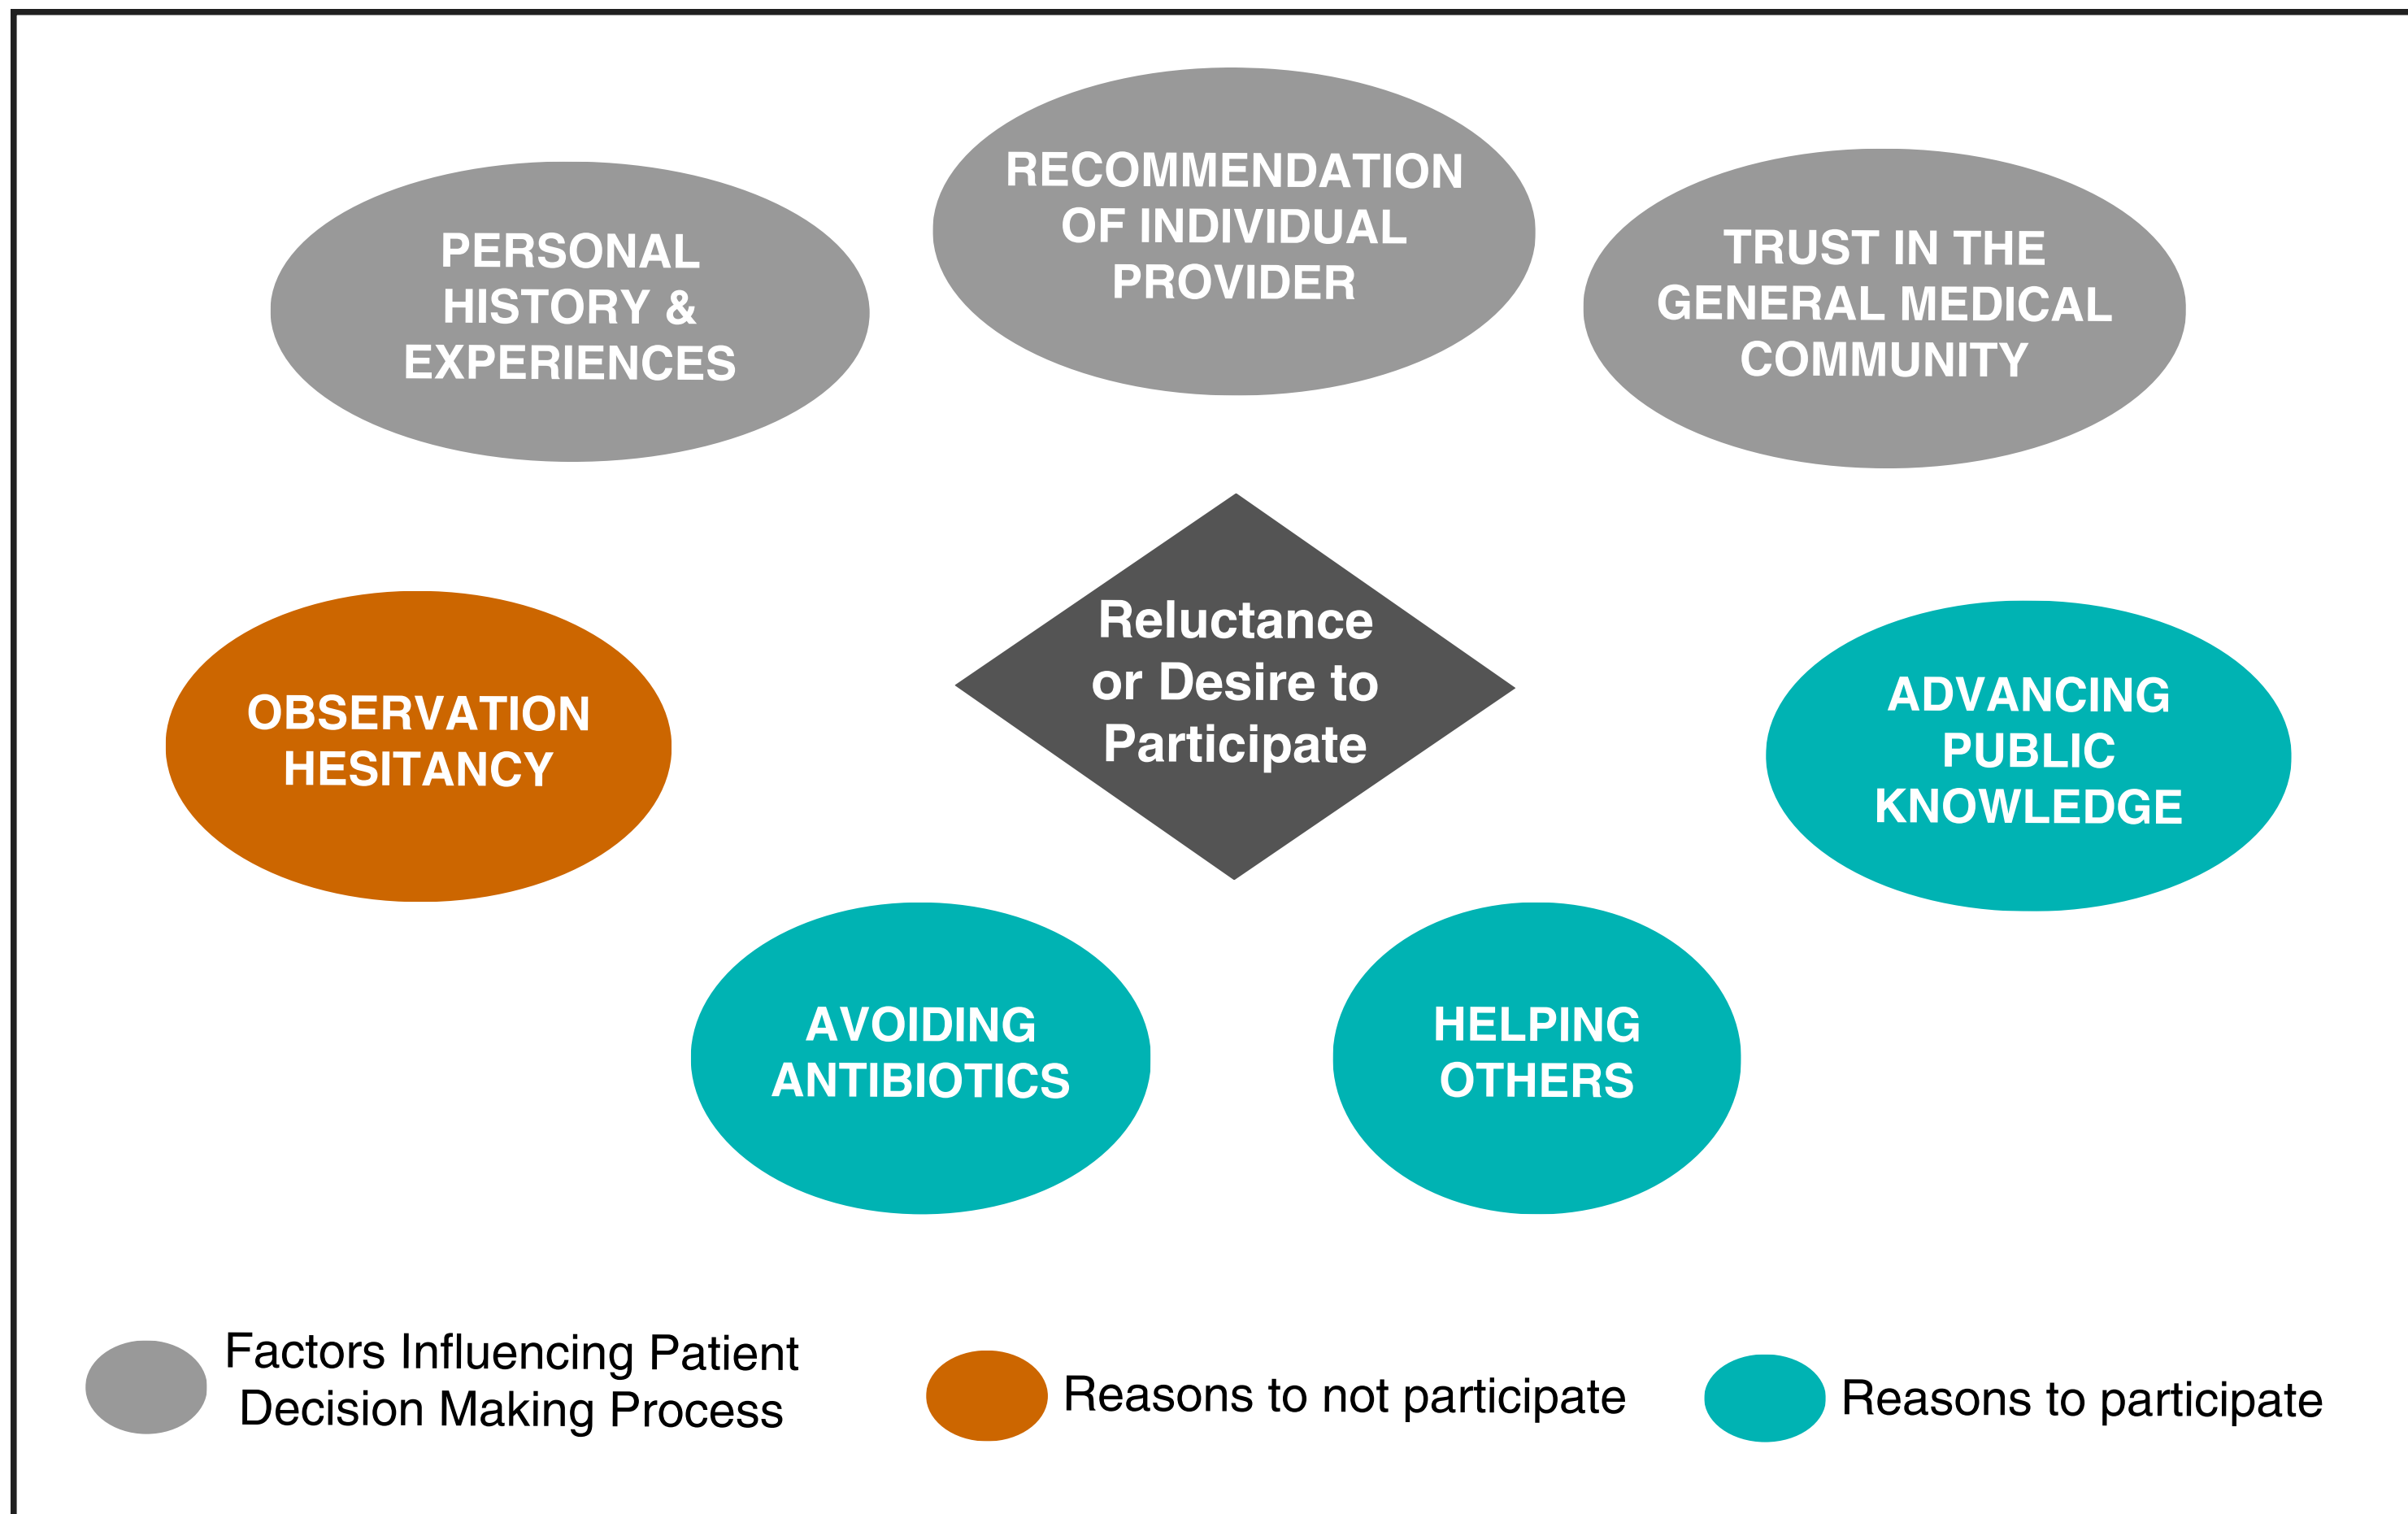 PERSONAL
HISTORY &
EXPERIENCES
RECOMMENDATION
OF INDIVIDUAL
PROVIDER
TRUST IN THE
GENERAL MEDICAL
COMMUNITY
OBSERVATION
HESITANCY
Reluctance
or Desire to
Participate
ADVANCING
PUBLIC
KNOWLEDGE
AVOIDING
ANTIBIOTICS
HELPING
OTHERS
Factors Influencing Patient
Decision Making Process
Reasons to not participate
Reasons to participate